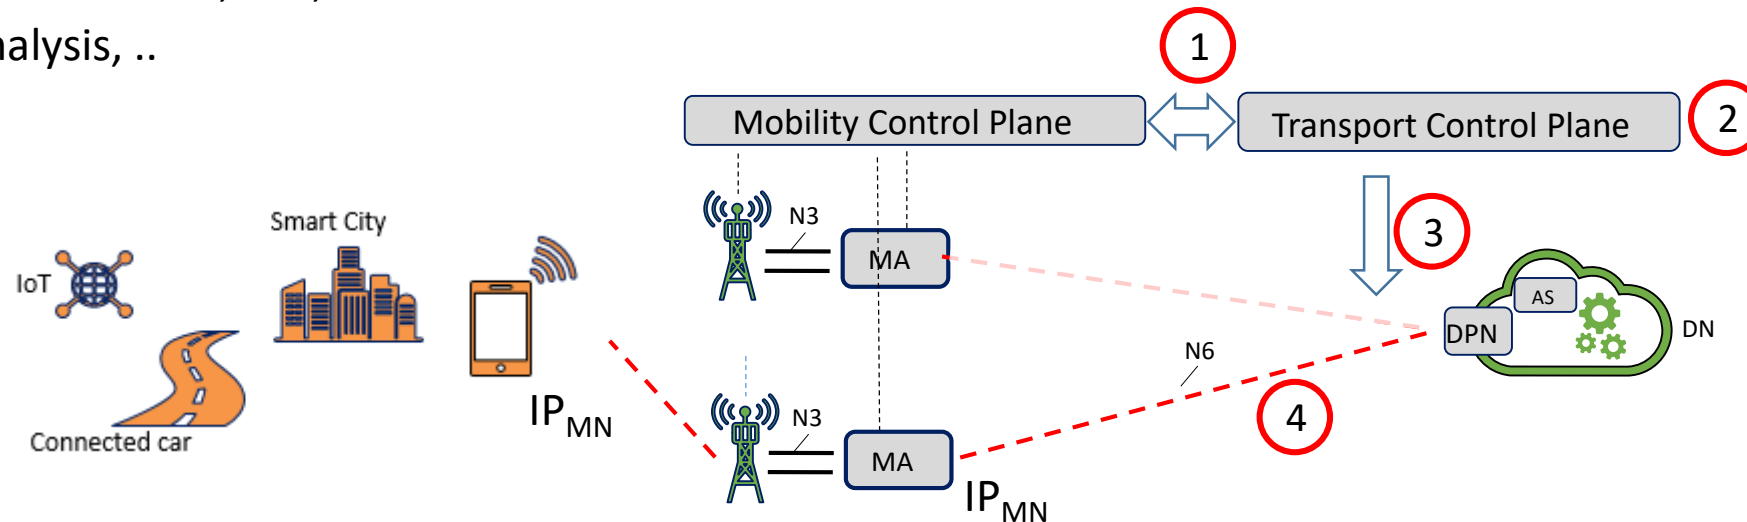 nalysis, ..
1
Mobility Control Plane
Transport Control Plane
2
Smart City
N3
3
IoT
MA
AS
DPN
DN
N6
IP MN
N3
4
Connected car
MA
IP MN